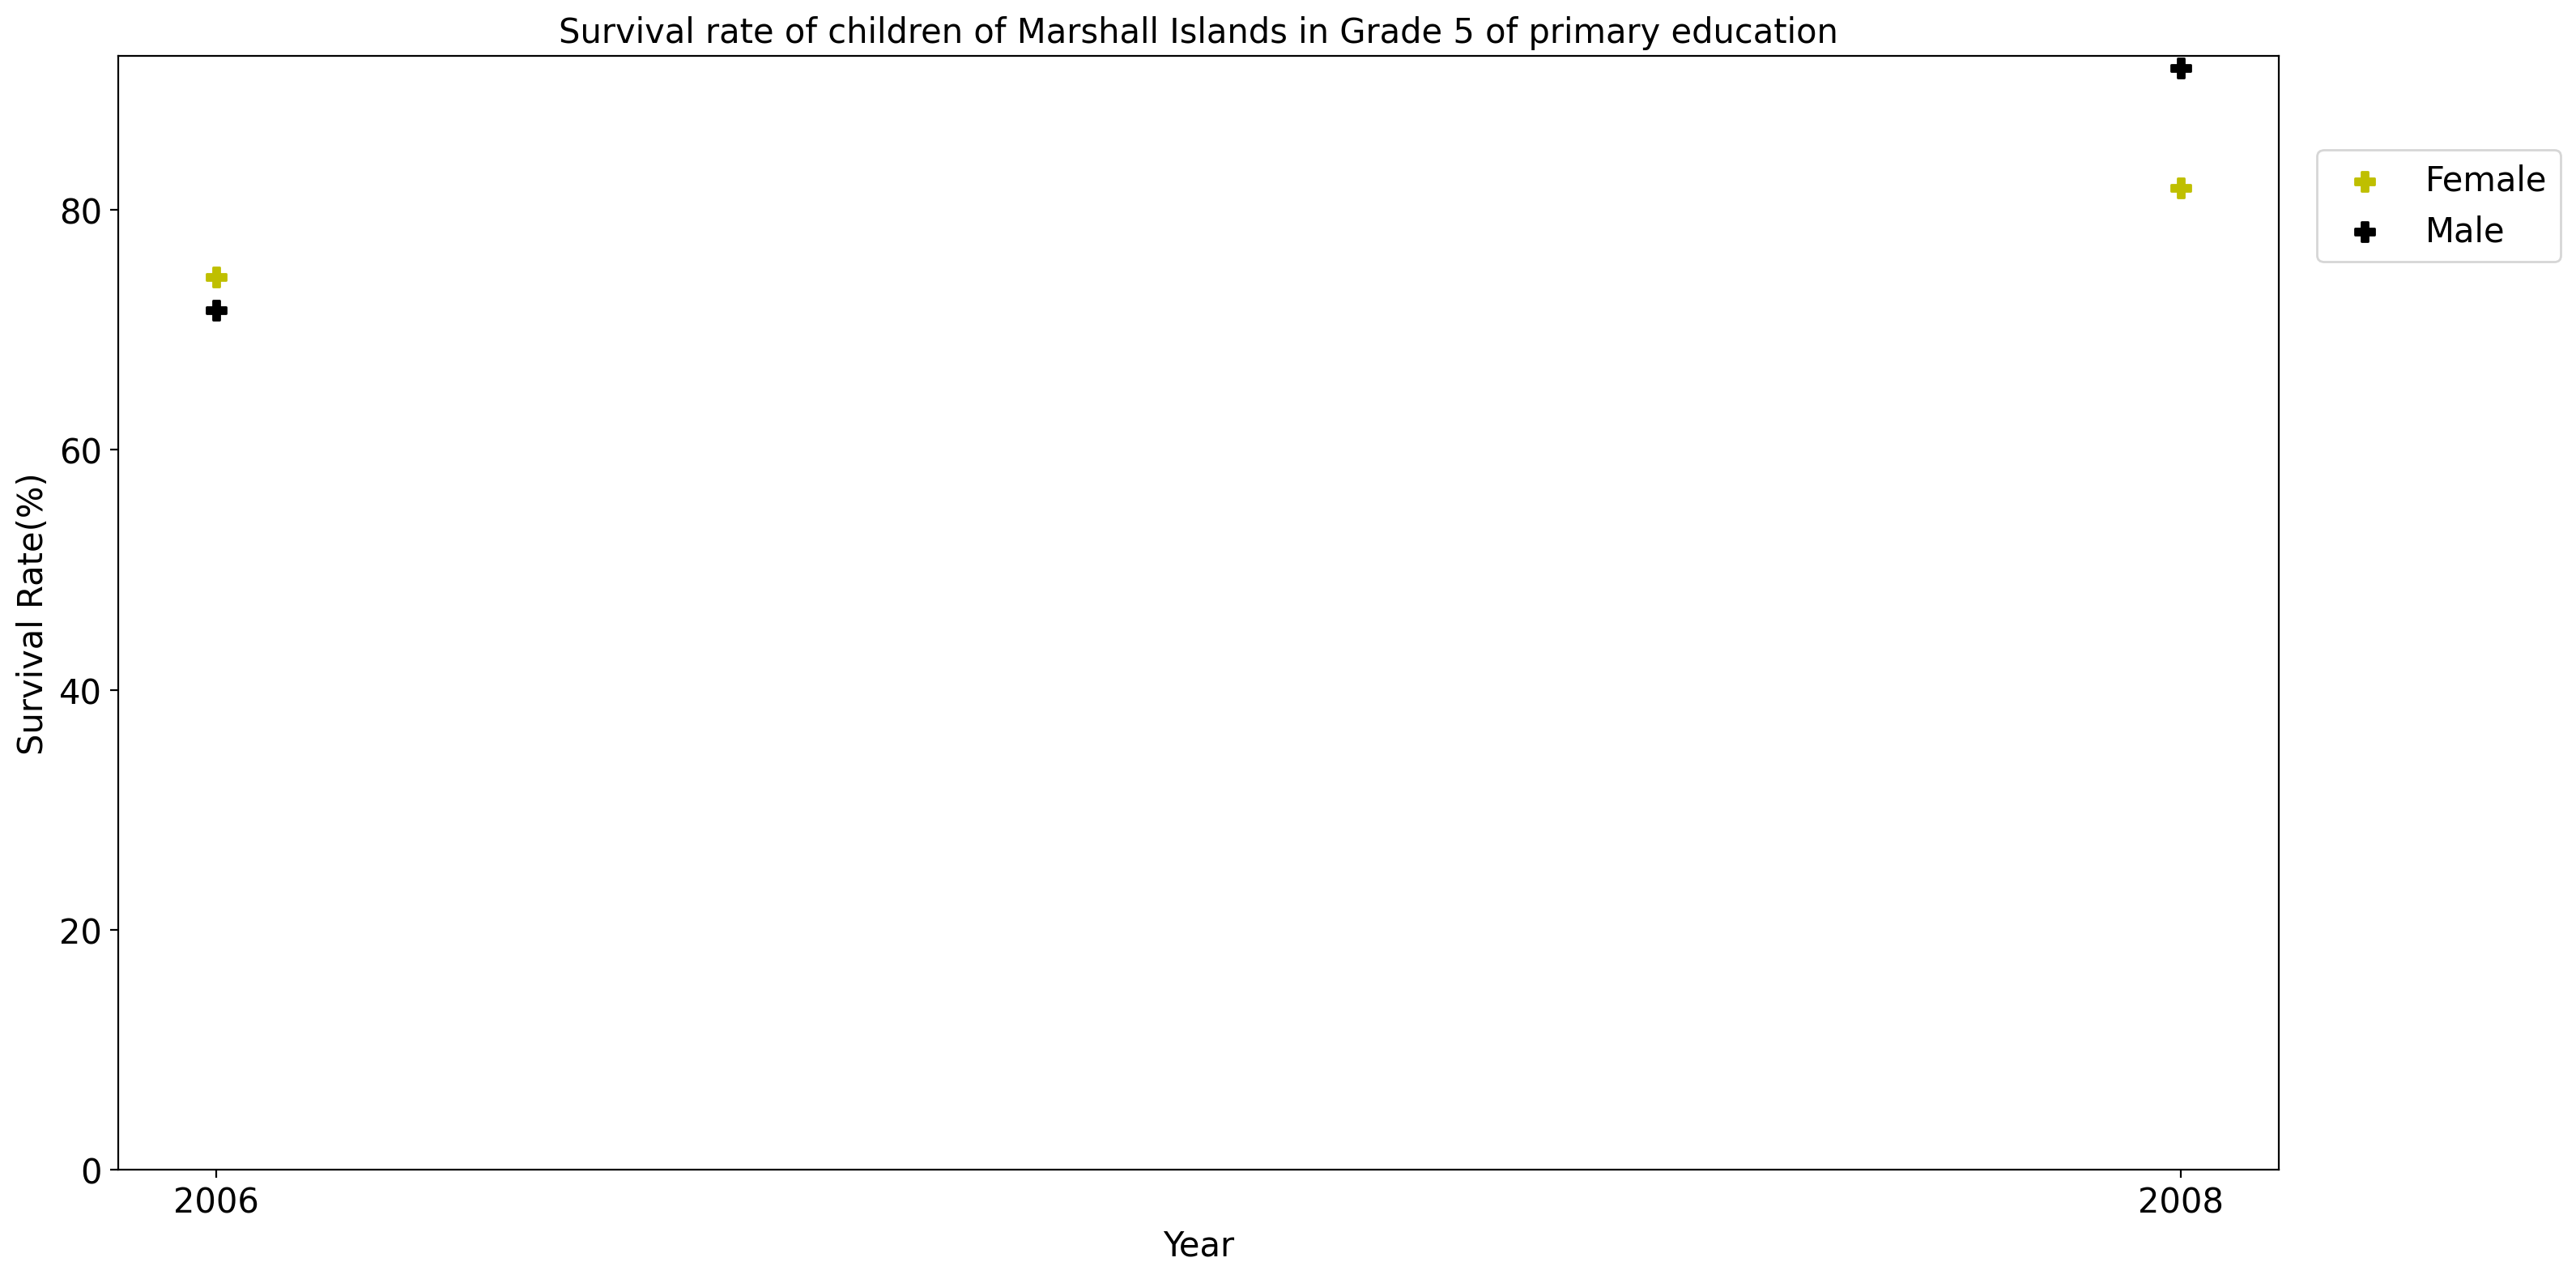 Survival rate of children of Marshall Islands in Grade 5 of primary education
Survival Rate(%)
80
60
40
20
0
2006
2008
Year
Female
Male